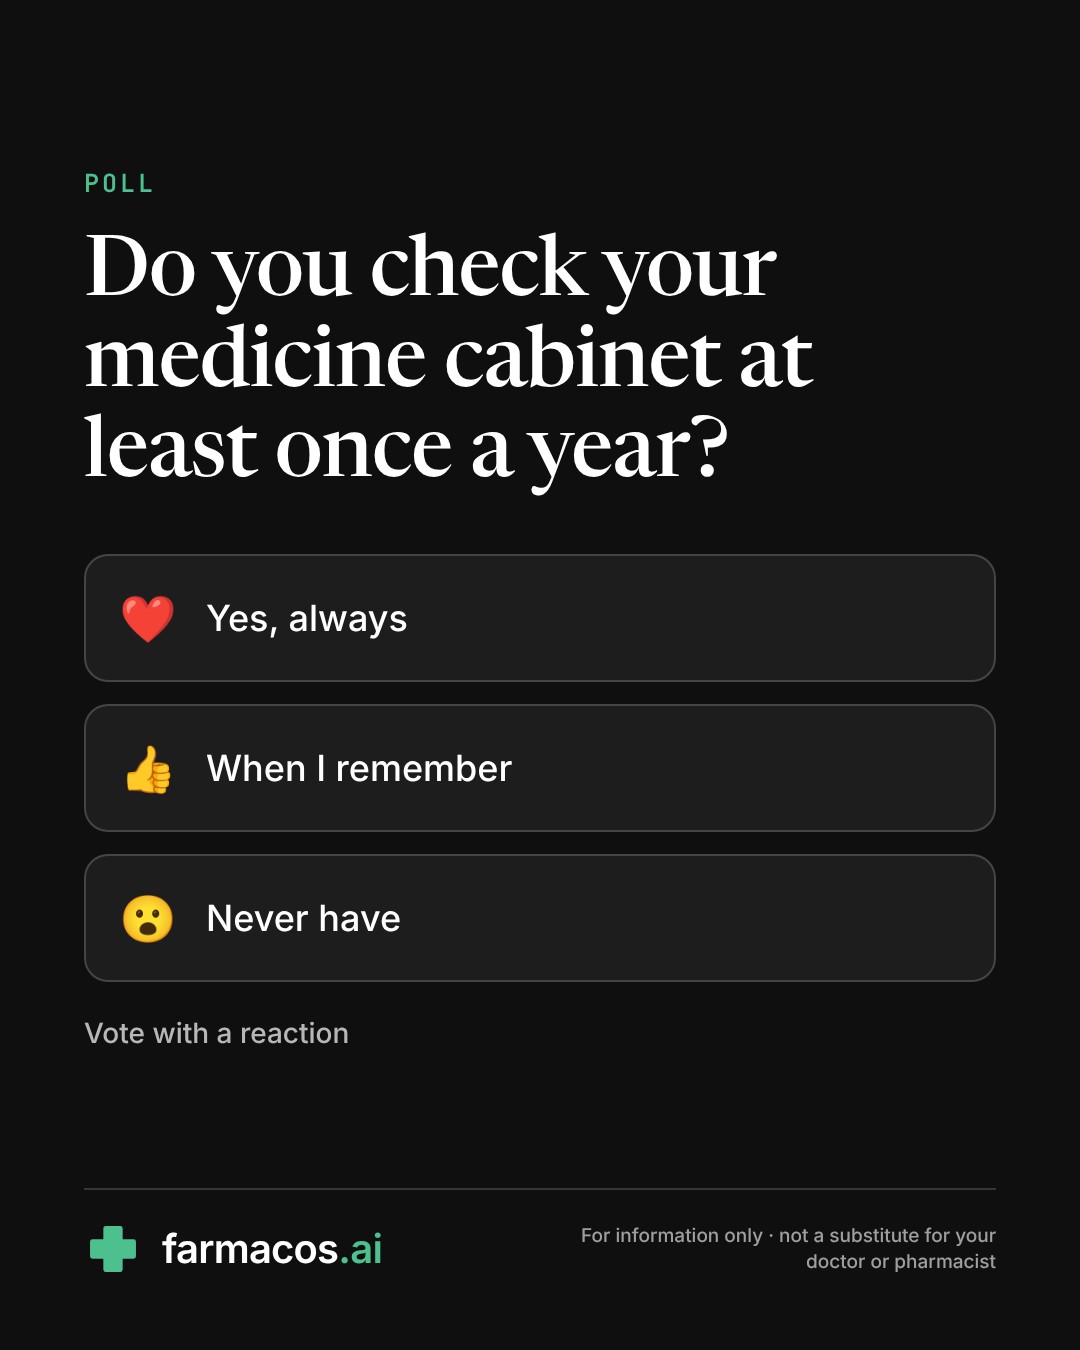 POLL
Do you check your
medicine cabinet at
least once a year?
❤️ Yes, always
👍 When I remember
😮 Never have
Vote with a reaction
farmacos.ai
For information only · not a substitute for your
doctor or pharmacist